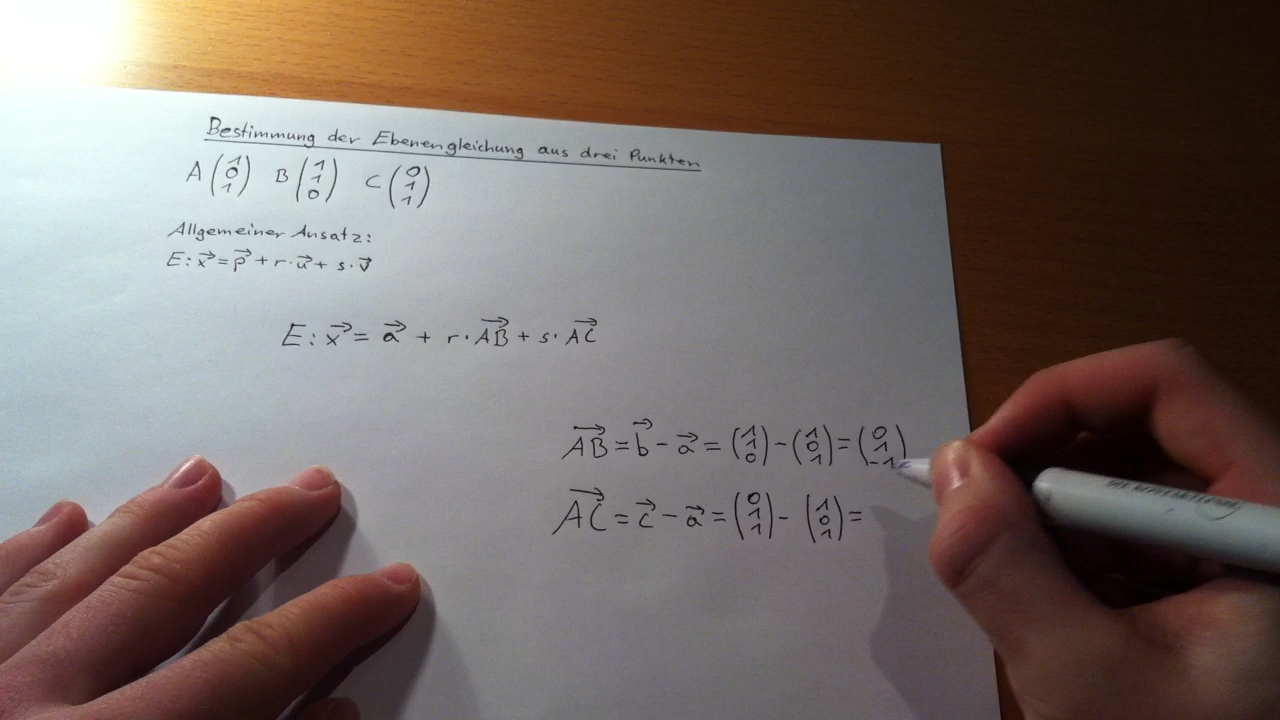 Bestimmung der Ebenengleichung aus drei Punkten
A (1 0 1) B (1 1 0) C (0 1 1)
Allgemeiner Ansatz:
E: x⃗ = p⃗ + r · u⃗ + s · v⃗
E: x⃗ = a⃗ + r · AB⃗ + s · AC⃗
AB⃗ = b⃗ − a⃗ = (1 1 0) − (1 0 1) = (0 1 −1)
AC⃗ = c⃗ − a⃗ = (0 1 1) − (1 0 1) =